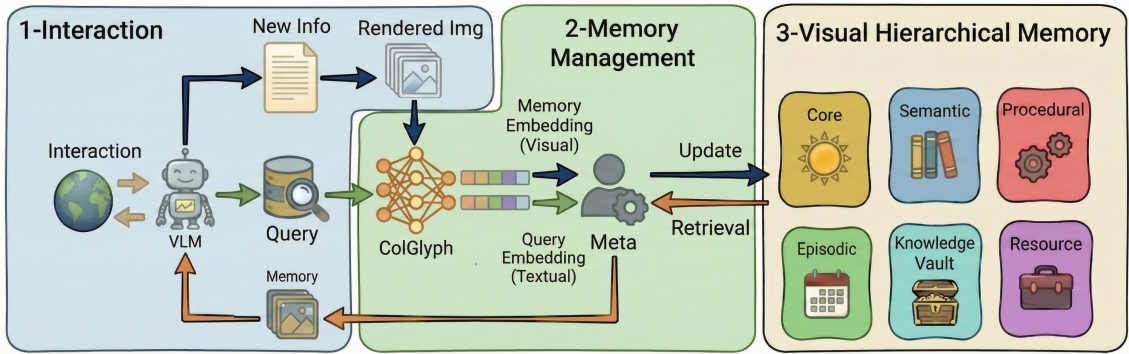 1-Interaction
New Info
Rendered Img
Interaction
VLM
Query
Memory
2-Memory
Management
Memory
Embedding
(Visual)
ColGlyph
Query
Embedding
(Textual)
Meta
Update
Retrieval
3-Visual Hierarchical Memory
Core
Semantic
Procedural
Episodic
Knowledge
Vault
Resource